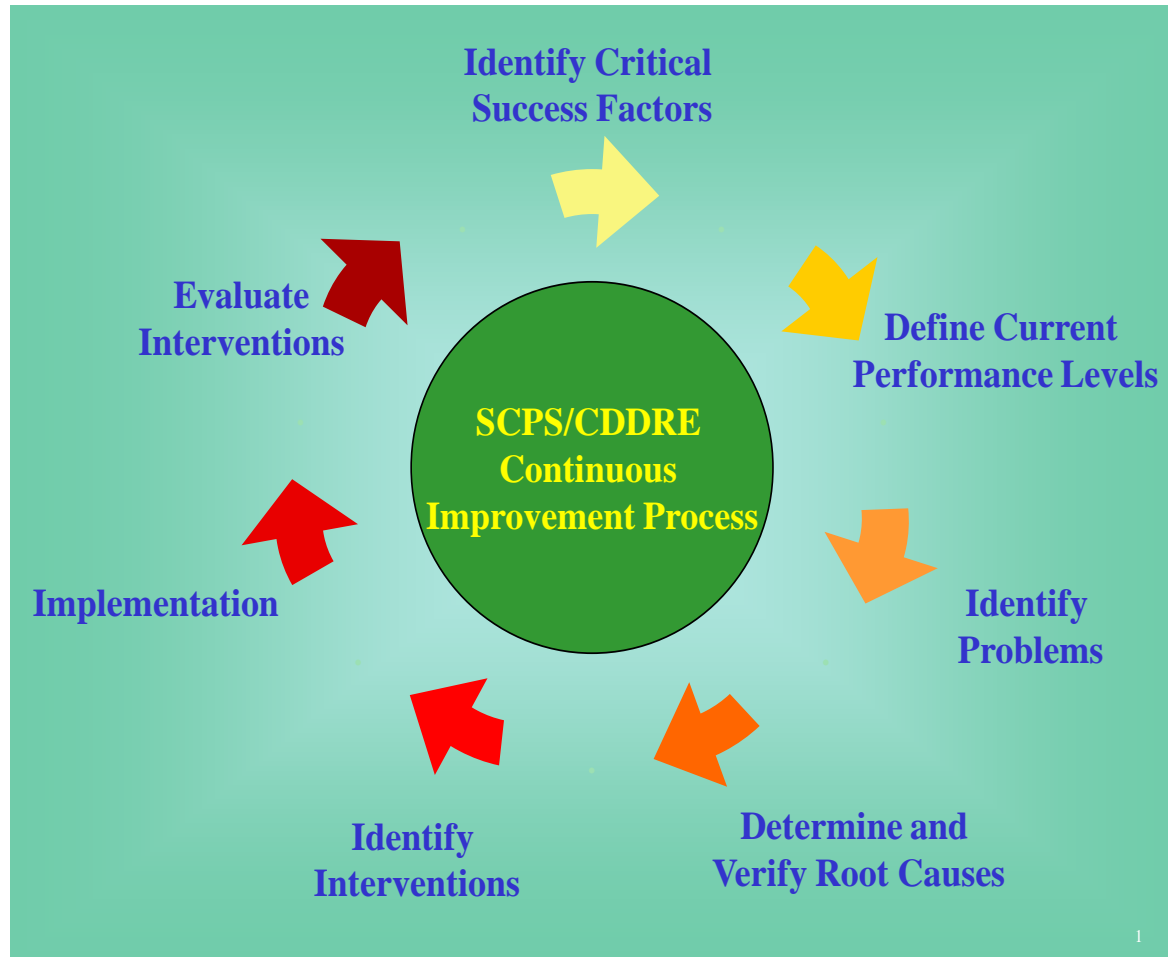 Identify Critical
Success Factors
Define Current
Performance Levels
Identify
Problems
Determine and
Verify Root Causes
Identify
Interventions
Implementation
Evaluate
Interventions
SCPS/CDDRE
Continuous
Improvement Process
1